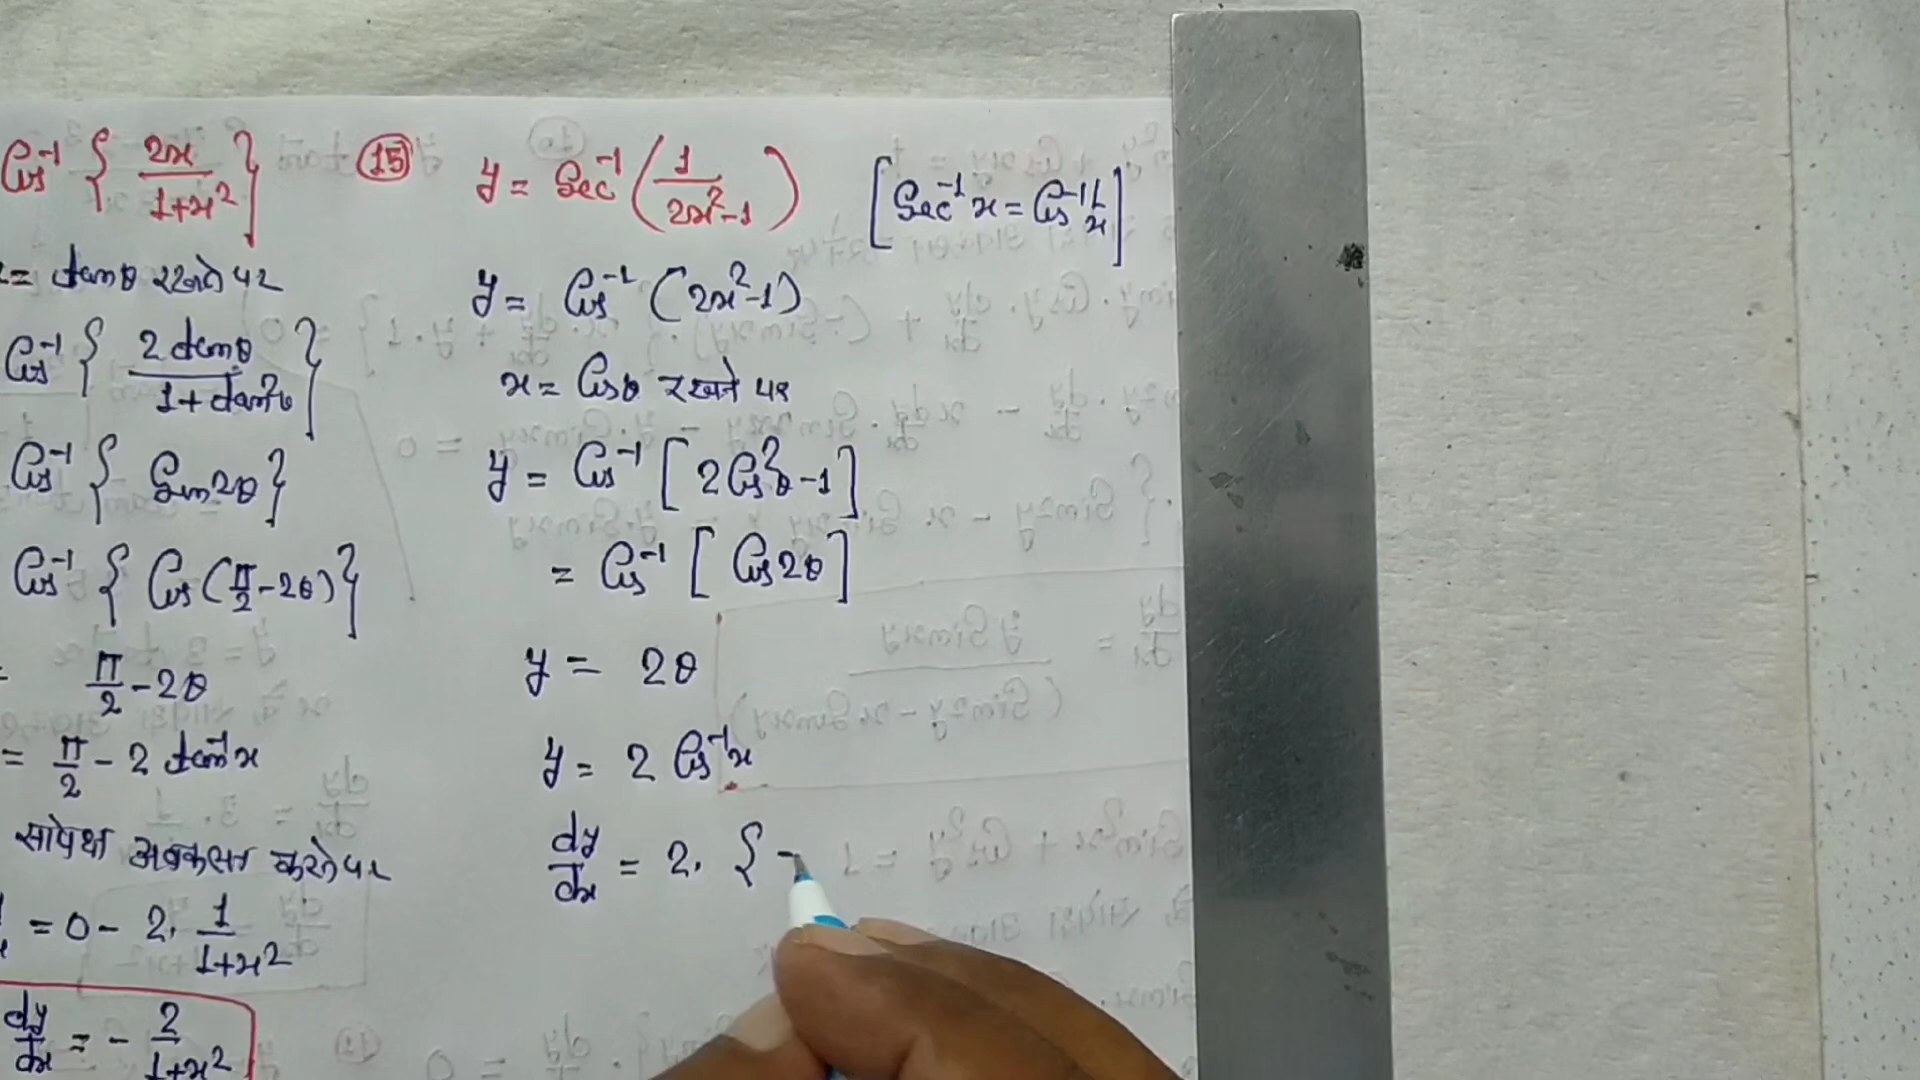 Cos⁻¹ { 2x / 1+x² }
x = tanθ रखने पर
Cos⁻¹ { 2 tanθ / 1+tan²θ }
Cos⁻¹ { Sin2θ }
Cos⁻¹ { Cos (π/2 - 2θ) }
π/2 - 2θ
= π/2 - 2 tan⁻¹x
सापेक्ष अवकलन करने पर
= 0 - 2. 1 / 1+x²
dy/dx = - 2 / 1+x²
(15) y = Sec⁻¹ ( 1 / 2x²-1 ) [ Sec⁻¹x = Cos⁻¹ 1/x ]
y = Cos⁻¹ (2x²-1)
x = Cosθ रखने पर
y = Cos⁻¹ [ 2Cos²θ-1 ]
= Cos⁻¹ [ Cos2θ ]
y = 2θ
y = 2 Cos⁻¹x
dy/dx = 2. { -